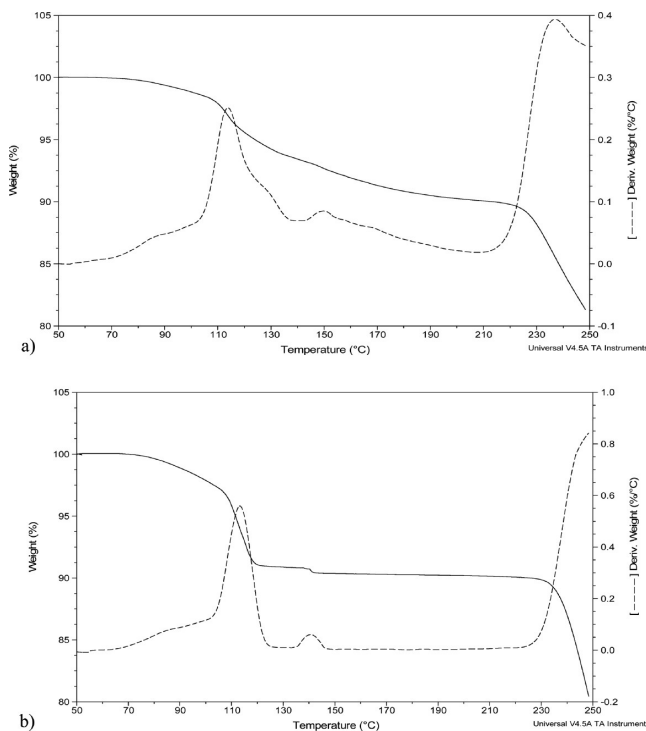 105
100
95
90
85
80
Weight (%)
0.4
0.3
0.2
0.1
0.0
-0.1
[ — — — — ] Deriv. Weight (%/°C)
50 70 90 110 130 150 170 190 210 230 250
Temperature (°C)
Universal V4.5A TA Instruments
a)
105
100
95
90
85
80
Weight (%)
1.0
0.8
0.6
0.4
0.2
0.0
-0.2
[ — — — — ] Deriv. Weight (%/°C)
50 70 90 110 130 150 170 190 210 230 250
Temperature (°C)
Universal V4.5A TA Instruments
b)